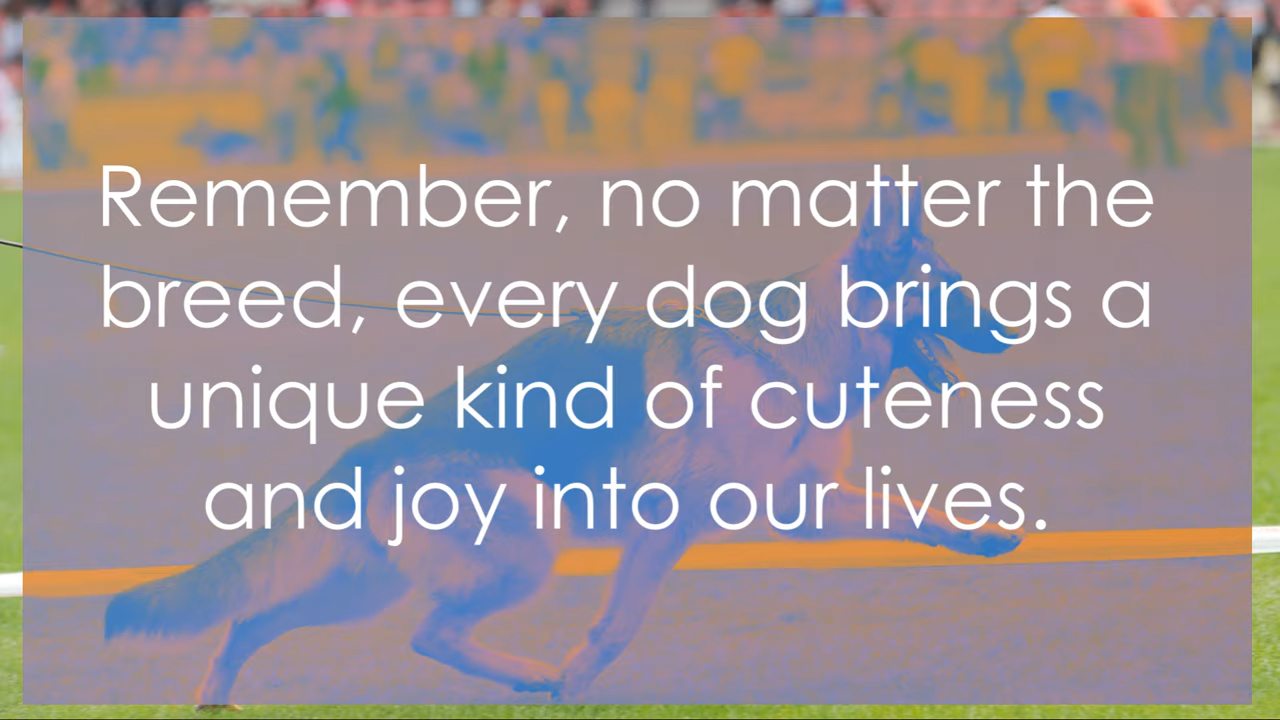 Remember, no matter the
breed, every dog brings a
unique kind of cuteness
and joy into our lives.